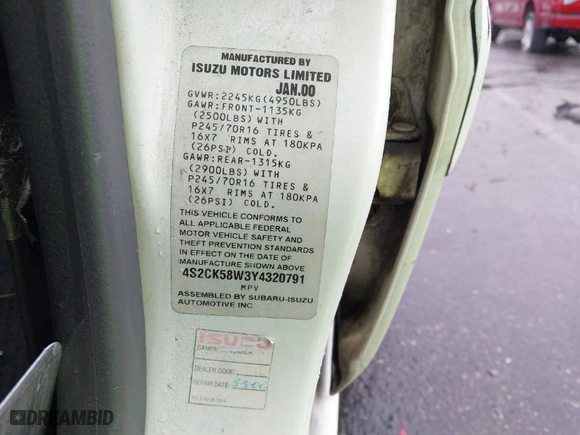 MANUFACTURED BY
ISUZU MOTORS LIMITED
JAN.00
GVWR:2245KG(4950LBS)
GAWR:FRONT-1135KG
(2500LBS)WITH
P245/70R16 TIRES &
16X7 RIMS AT 180KPA
(26PSI) COLD.
GAWR:REAR-1315KG
(2900LBS)WITH
P245/70R16 TIRES &
16X7 RIMS AT 180KPA
(26PSI) COLD.
THIS VEHICLE CONFORMS TO
ALL APPLICABLE FEDERAL
MOTOR VEHICLE SAFETY AND
THEFT PREVENTION STANDARDS
IN EFFECT ON THE DATE OF
MANUFACTURE SHOWN ABOVE
4S2CK58W3Y4320791
MPV
ASSEMBLED BY SUBARU-ISUZU
AUTOMOTIVE INC.
ISUZU
DEALER CODE:
REPAIR DATE:
DREAMBID